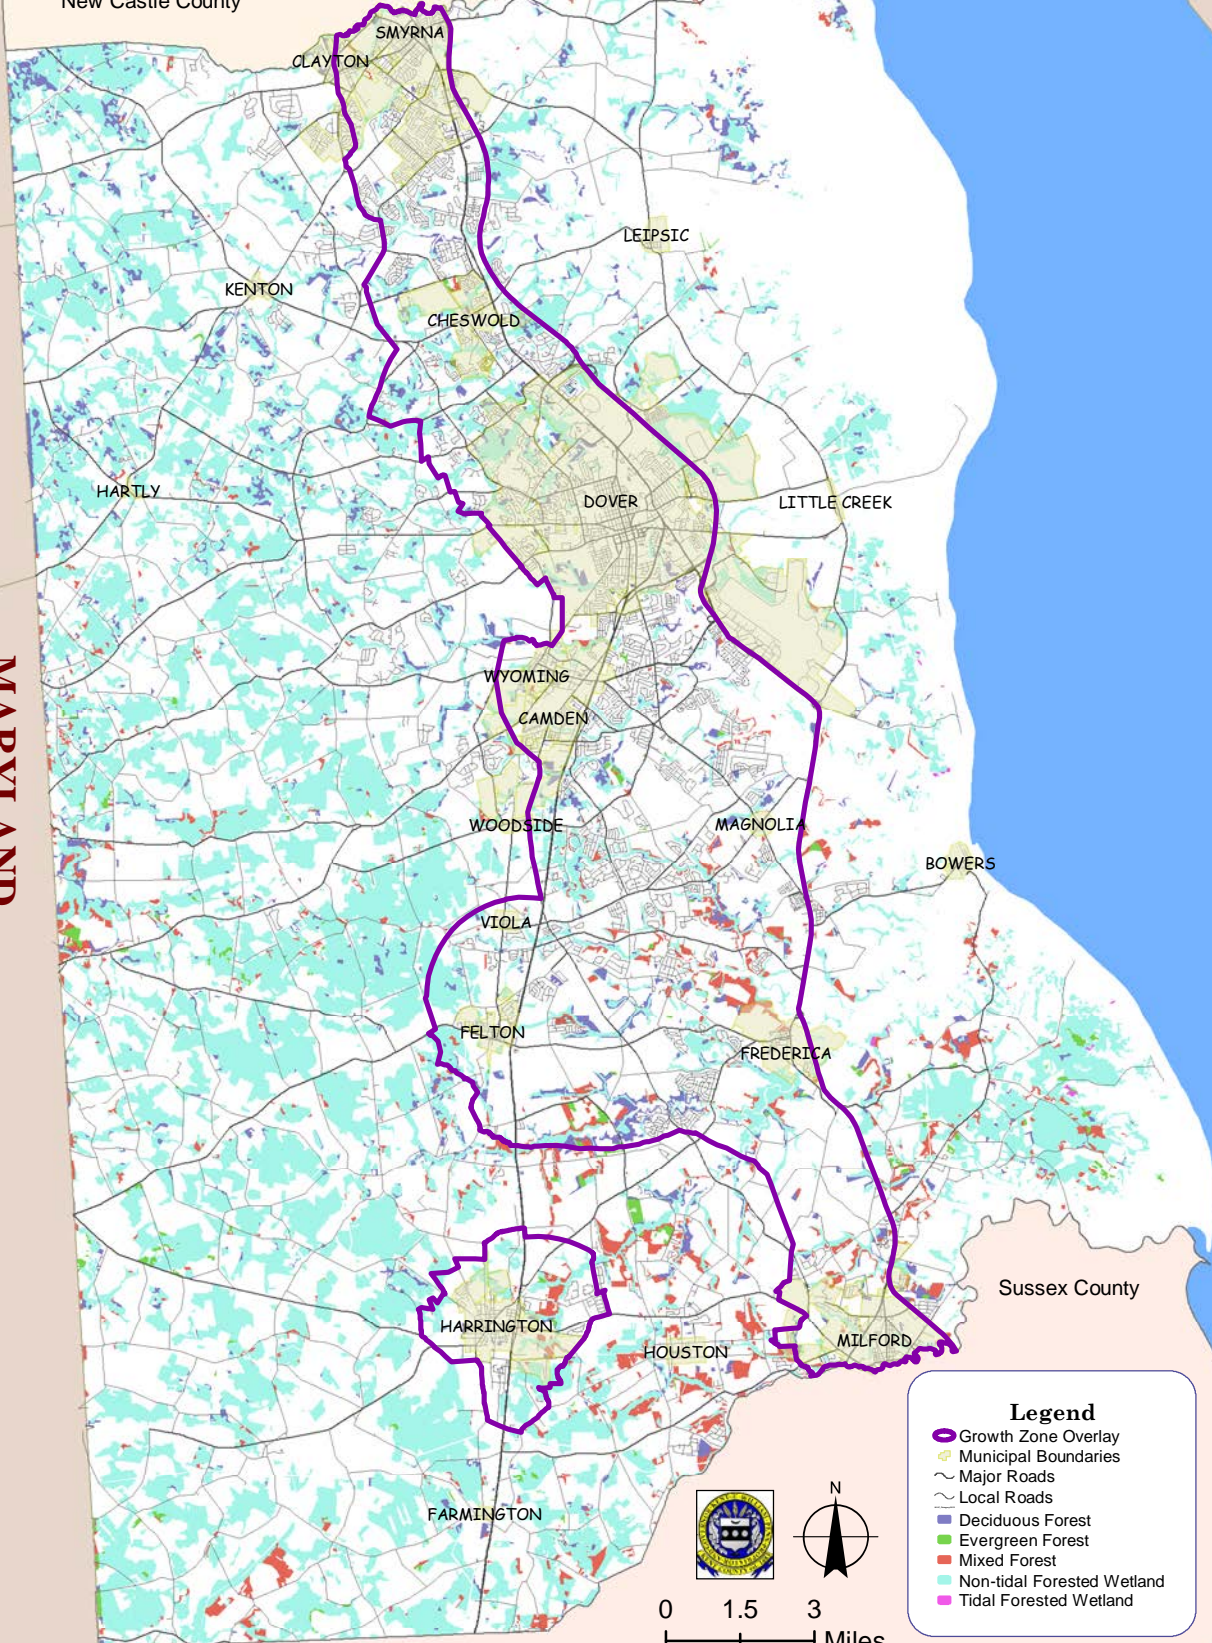 New Castle County
SMYRNA
CLAYTON
LEIPSIC
KENTON
CHESWOLD
HARTLY
DOVER
LITTLE CREEK
MARYLAND
WYOMING
CAMDEN
WOODSIDE
MAGNOLIA
BOWERS
VIOLA
FELTON
FREDERICA
Sussex County
HARRINGTON
MILFORD
HOUSTON
FARMINGTON
Legend
Growth Zone Overlay
Municipal Boundaries
Major Roads
Local Roads
Deciduous Forest
Evergreen Forest
Mixed Forest
Non-tidal Forested Wetland
Tidal Forested Wetland
N
0 1.5 3
Miles